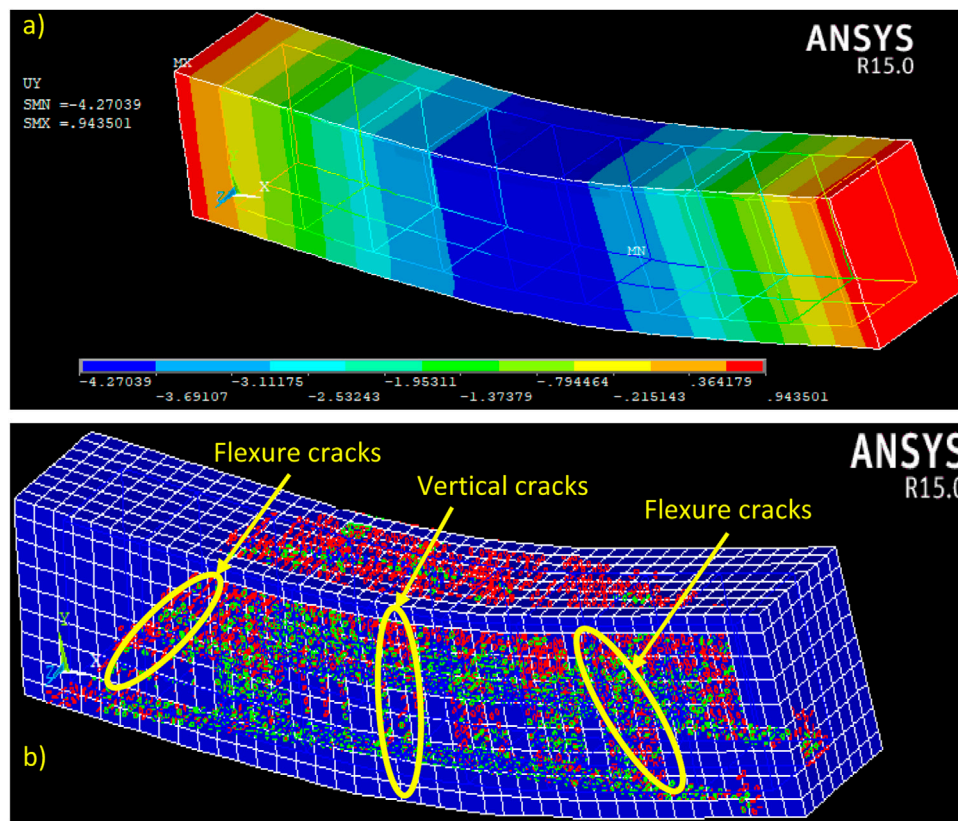 a)
ANSYS
R15.0
MX
UY
SMN =-4.27039
SMX =.943501
Z X
MN
-4.27039 -3.11175 -1.95311 -.794464 .364179
-3.69107 -2.53243 -1.37379 -.215143 .943501
Flexure cracks
Vertical cracks
Flexure cracks
ANSYS
R15.0
Y
Z X
b)